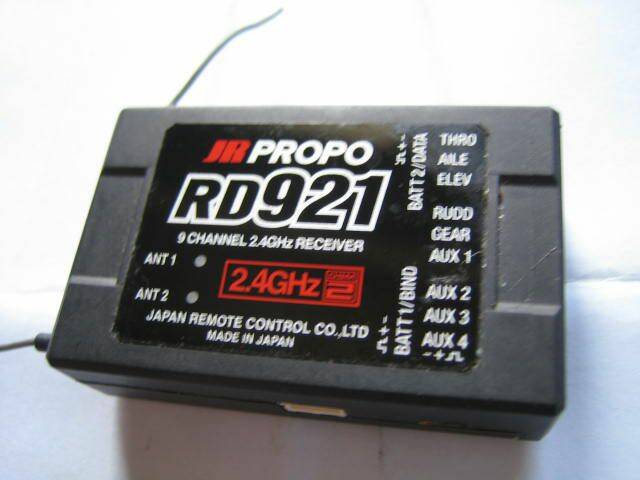 JR PROPO
RD921
9 CHANNEL 2.4GHz RECEIVER
ANT 1
ANT 2
2.4GHz
JAPAN REMOTE CONTROL CO.,LTD
MADE IN JAPAN
BATT 2/DATA
- +
BATT 1/BIND
- +
THRO
AILE
ELEV
RUDD
GEAR
AUX 1
AUX 2
AUX 3
AUX 4
- +